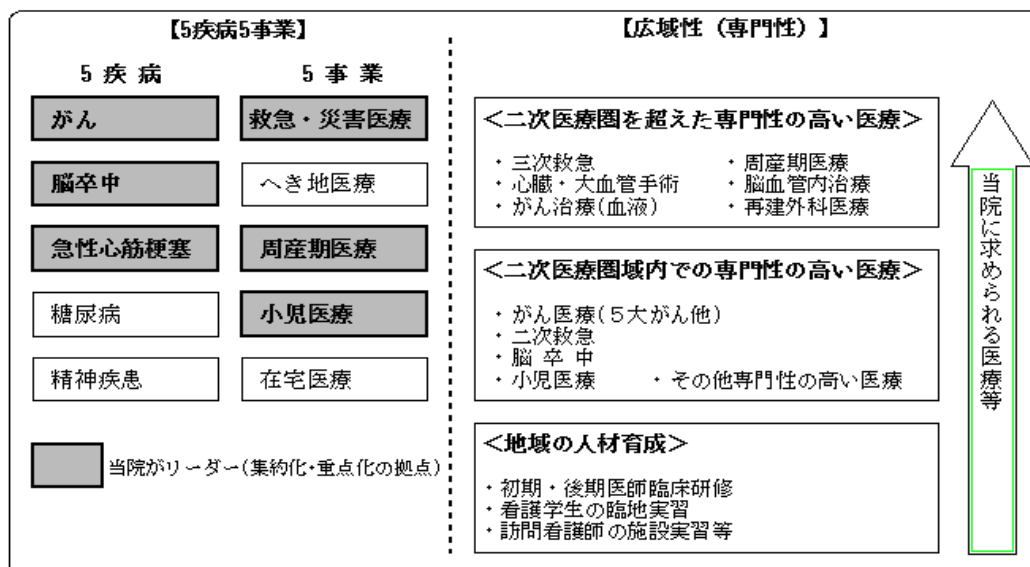 【5疾病5事業】
5 疾 病
5 事 業
がん
救急・災害医療
脳卒中
へき地医療
急性心筋梗塞
周産期医療
糖尿病
小児医療
精神疾患
在宅医療
当院がリーダー(集約化・重点化の拠点)
【広域性（専門性）】
＜二次医療圏を超えた専門性の高い医療＞
・三次救急
・周産期医療
・心臓・大血管手術
・脳血管内治療
・がん治療(血液)
・再建外科医療
＜二次医療圏域内での専門性の高い医療＞
・がん医療(５大がん他)
・二次救急
・脳 卒 中
・小児医療 ・その他専門性の高い医療
＜地域の人材育成＞
・初期・後期医師臨床研修
・看護学生の臨地実習
・訪問看護師の施設実習等
当院に求められる医療等